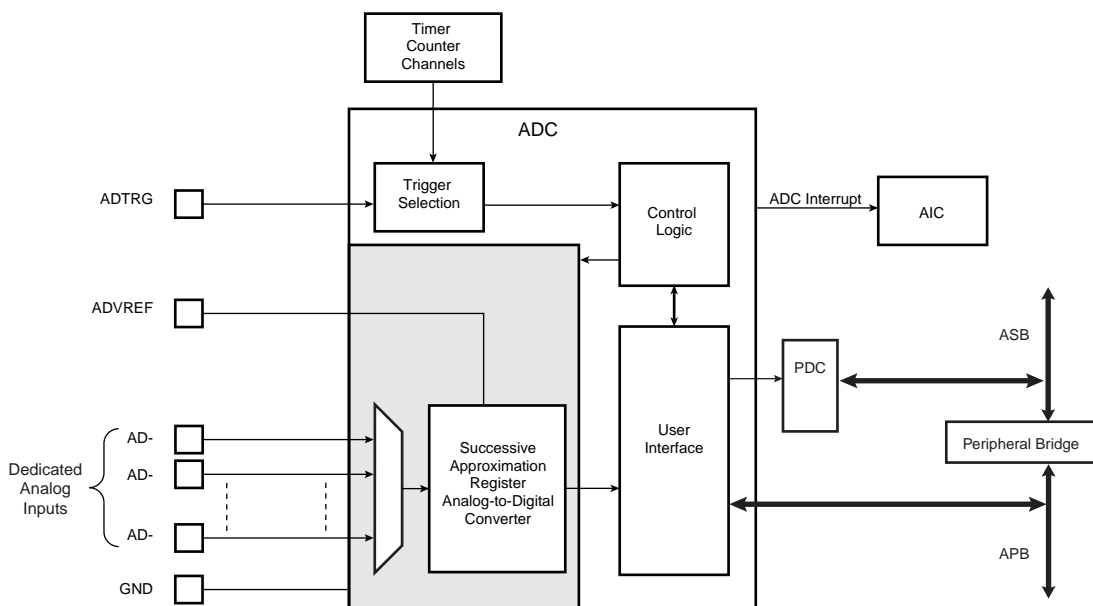 Timer
Counter
Channels
ADC
ADTRG
Trigger
Selection
Control
Logic
ADC Interrupt
AIC
ADVREF
ASB
PDC
User
Interface
Peripheral Bridge
Dedicated
Analog
Inputs
AD-
AD-
AD-
Successive
Approximation
Register
Analog-to-Digital
Converter
APB
GND